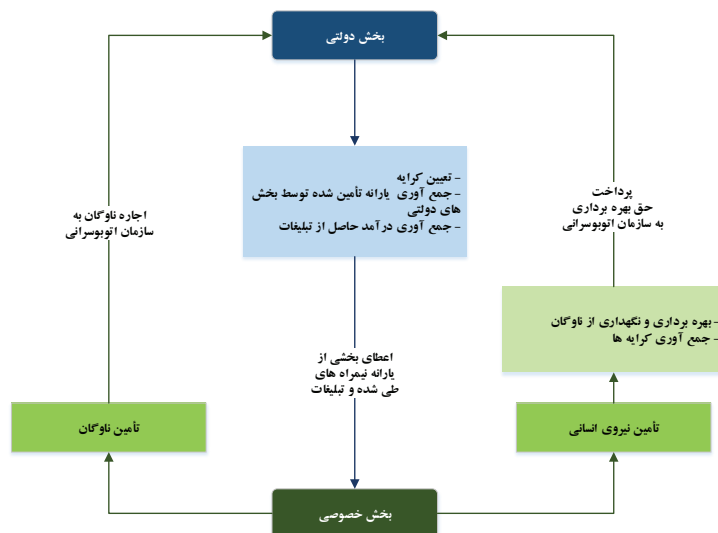 بخش دولتی
- تعیین کرایه
- جمع آوری یارانه تأمین شده توسط بخش
های دولتی
- جمع آوری درآمد حاصل از تبلیغات
پرداخت
حق بهره برداری
به سازمان اتوبوسرانی
اجاره ناوگان به
سازمان اتوبوسرانی
- بهره برداری و نگهداری از ناوگان
- جمع آوری کرایه ها
اعطای بخشی از
یارانه نیمراه های
طی شده و تبلیغات
تأمین نیروی انسانی
تأمین ناوگان
بخش خصوصی